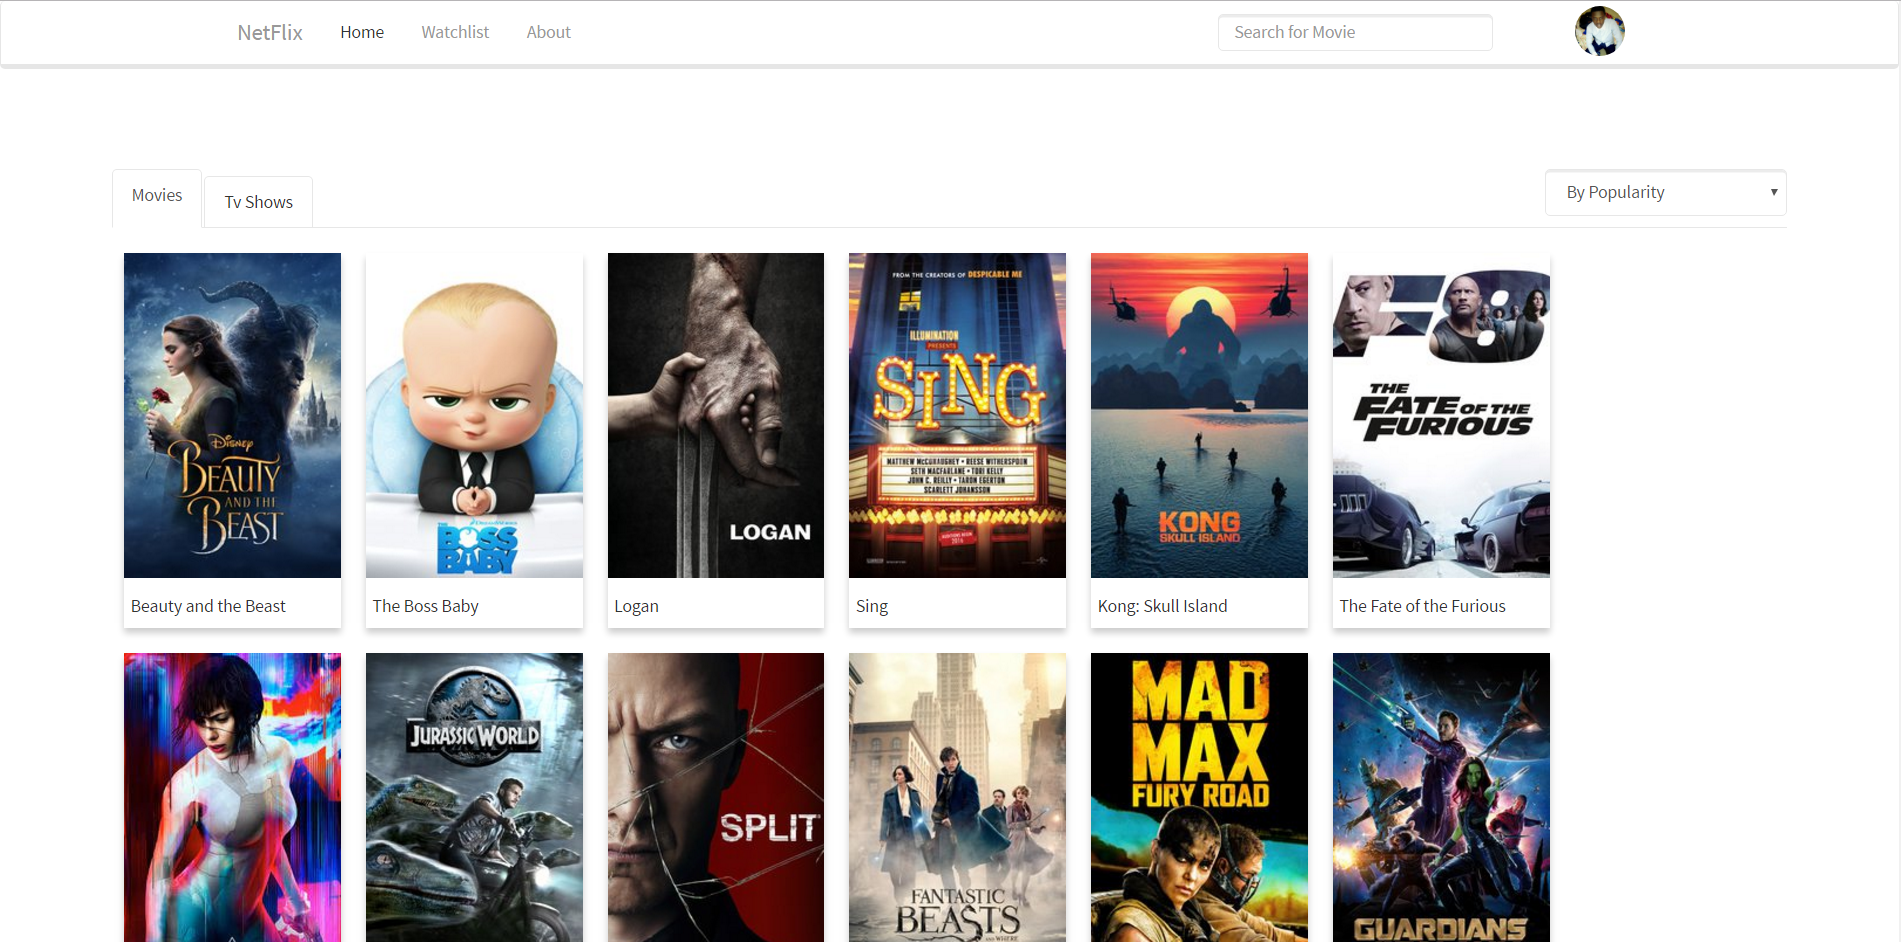 NetFlix
Home
Watchlist
About
Search for Movie
Movies
Tv Shows
By Popularity
Disney
BEAUTY
AND THE
BEAST
THE
BOSS
BABY
LOGAN
FROM THE CREATORS OF DESPICABLE ME
ILLUMINATION
PRESENTS
SING
MATTHEW McCONAUGHEY • REESE WITHERSPOON
SETH MACFARLANE • TORI KELLY
JOHN C. REILLY • TARON EGERTON
SCARLETT JOHANSSON
KONG
SKULL ISLAND
F8
THE
FATE OF THE
FURIOUS
Beauty and the Beast
The Boss Baby
Logan
Sing
Kong: Skull Island
The Fate of the Furious
JURASSIC WORLD
SPLIT
FANTASTIC
BEASTS
AND WHERE
MAD
MAX
FURY ROAD
GUARDIANS